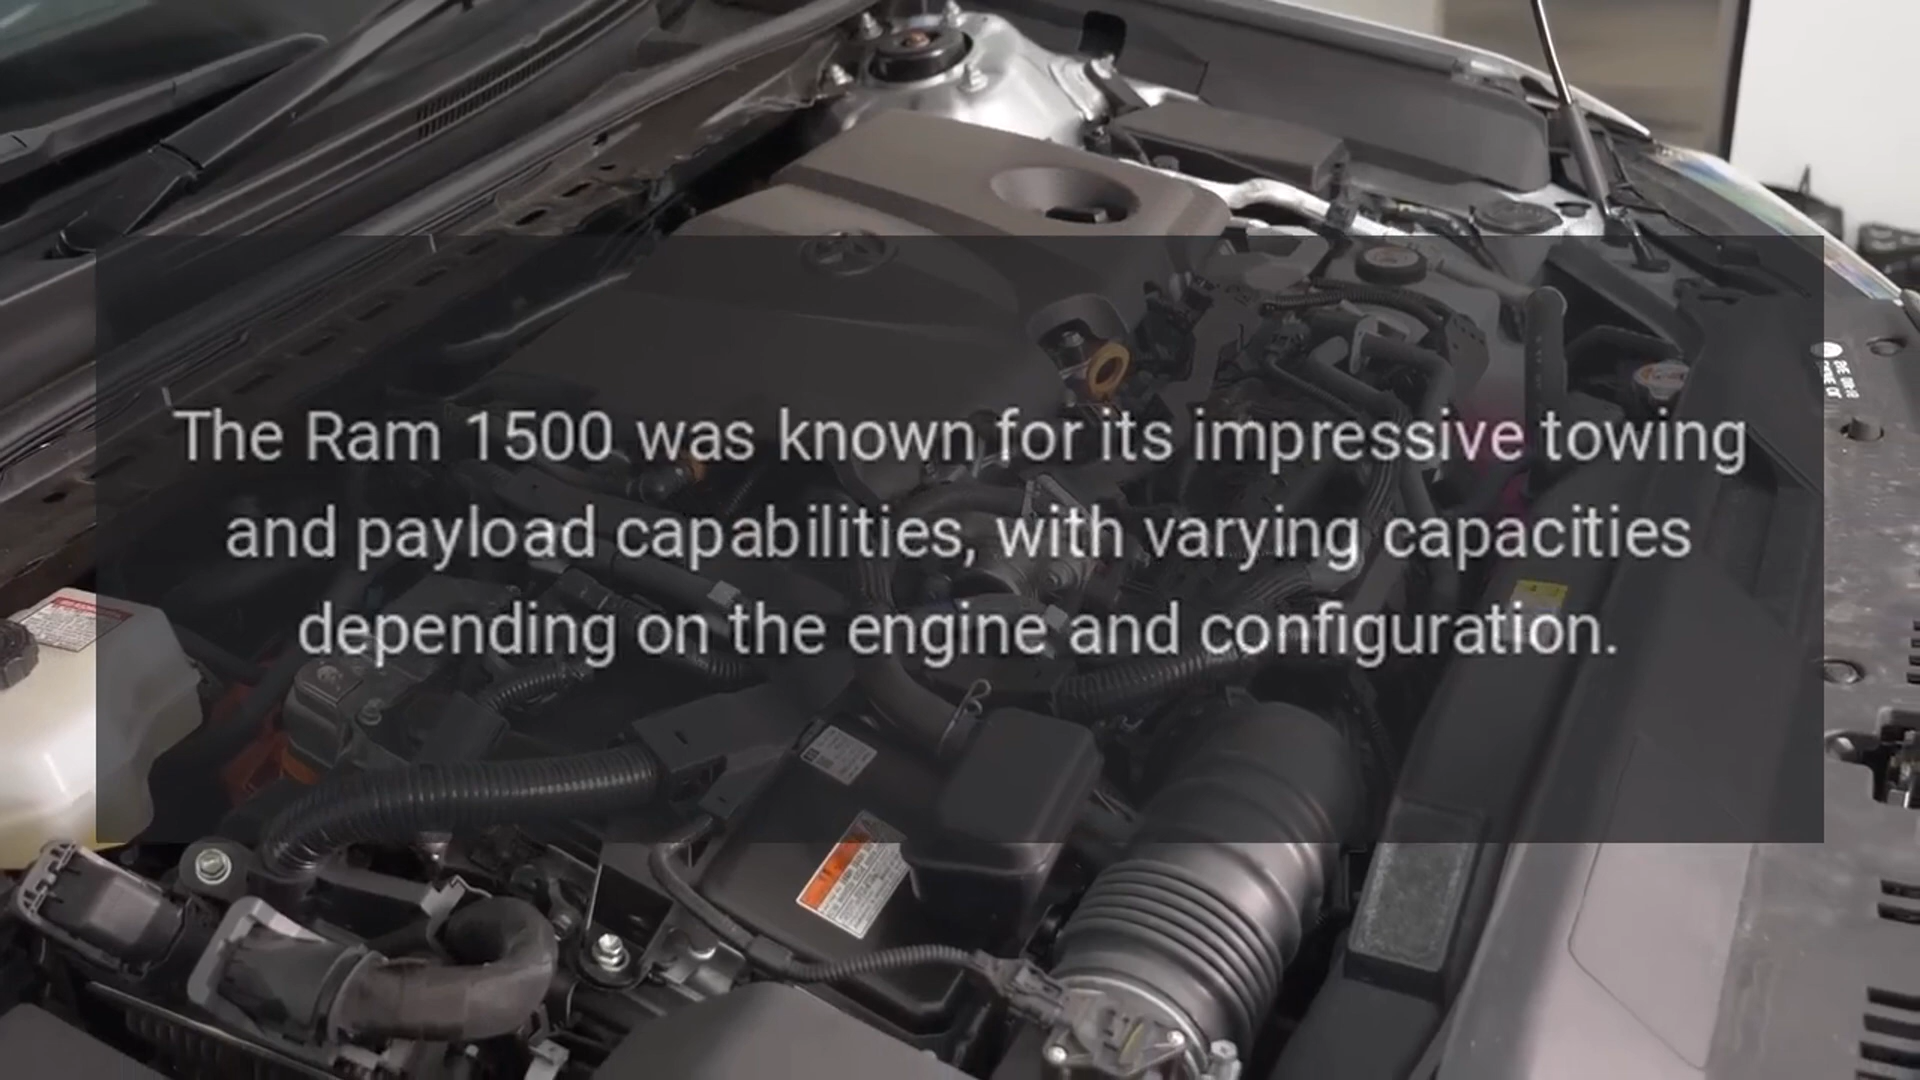 The Ram 1500 was known for its impressive towing
and payload capabilities, with varying capacities
depending on the engine and configuration.